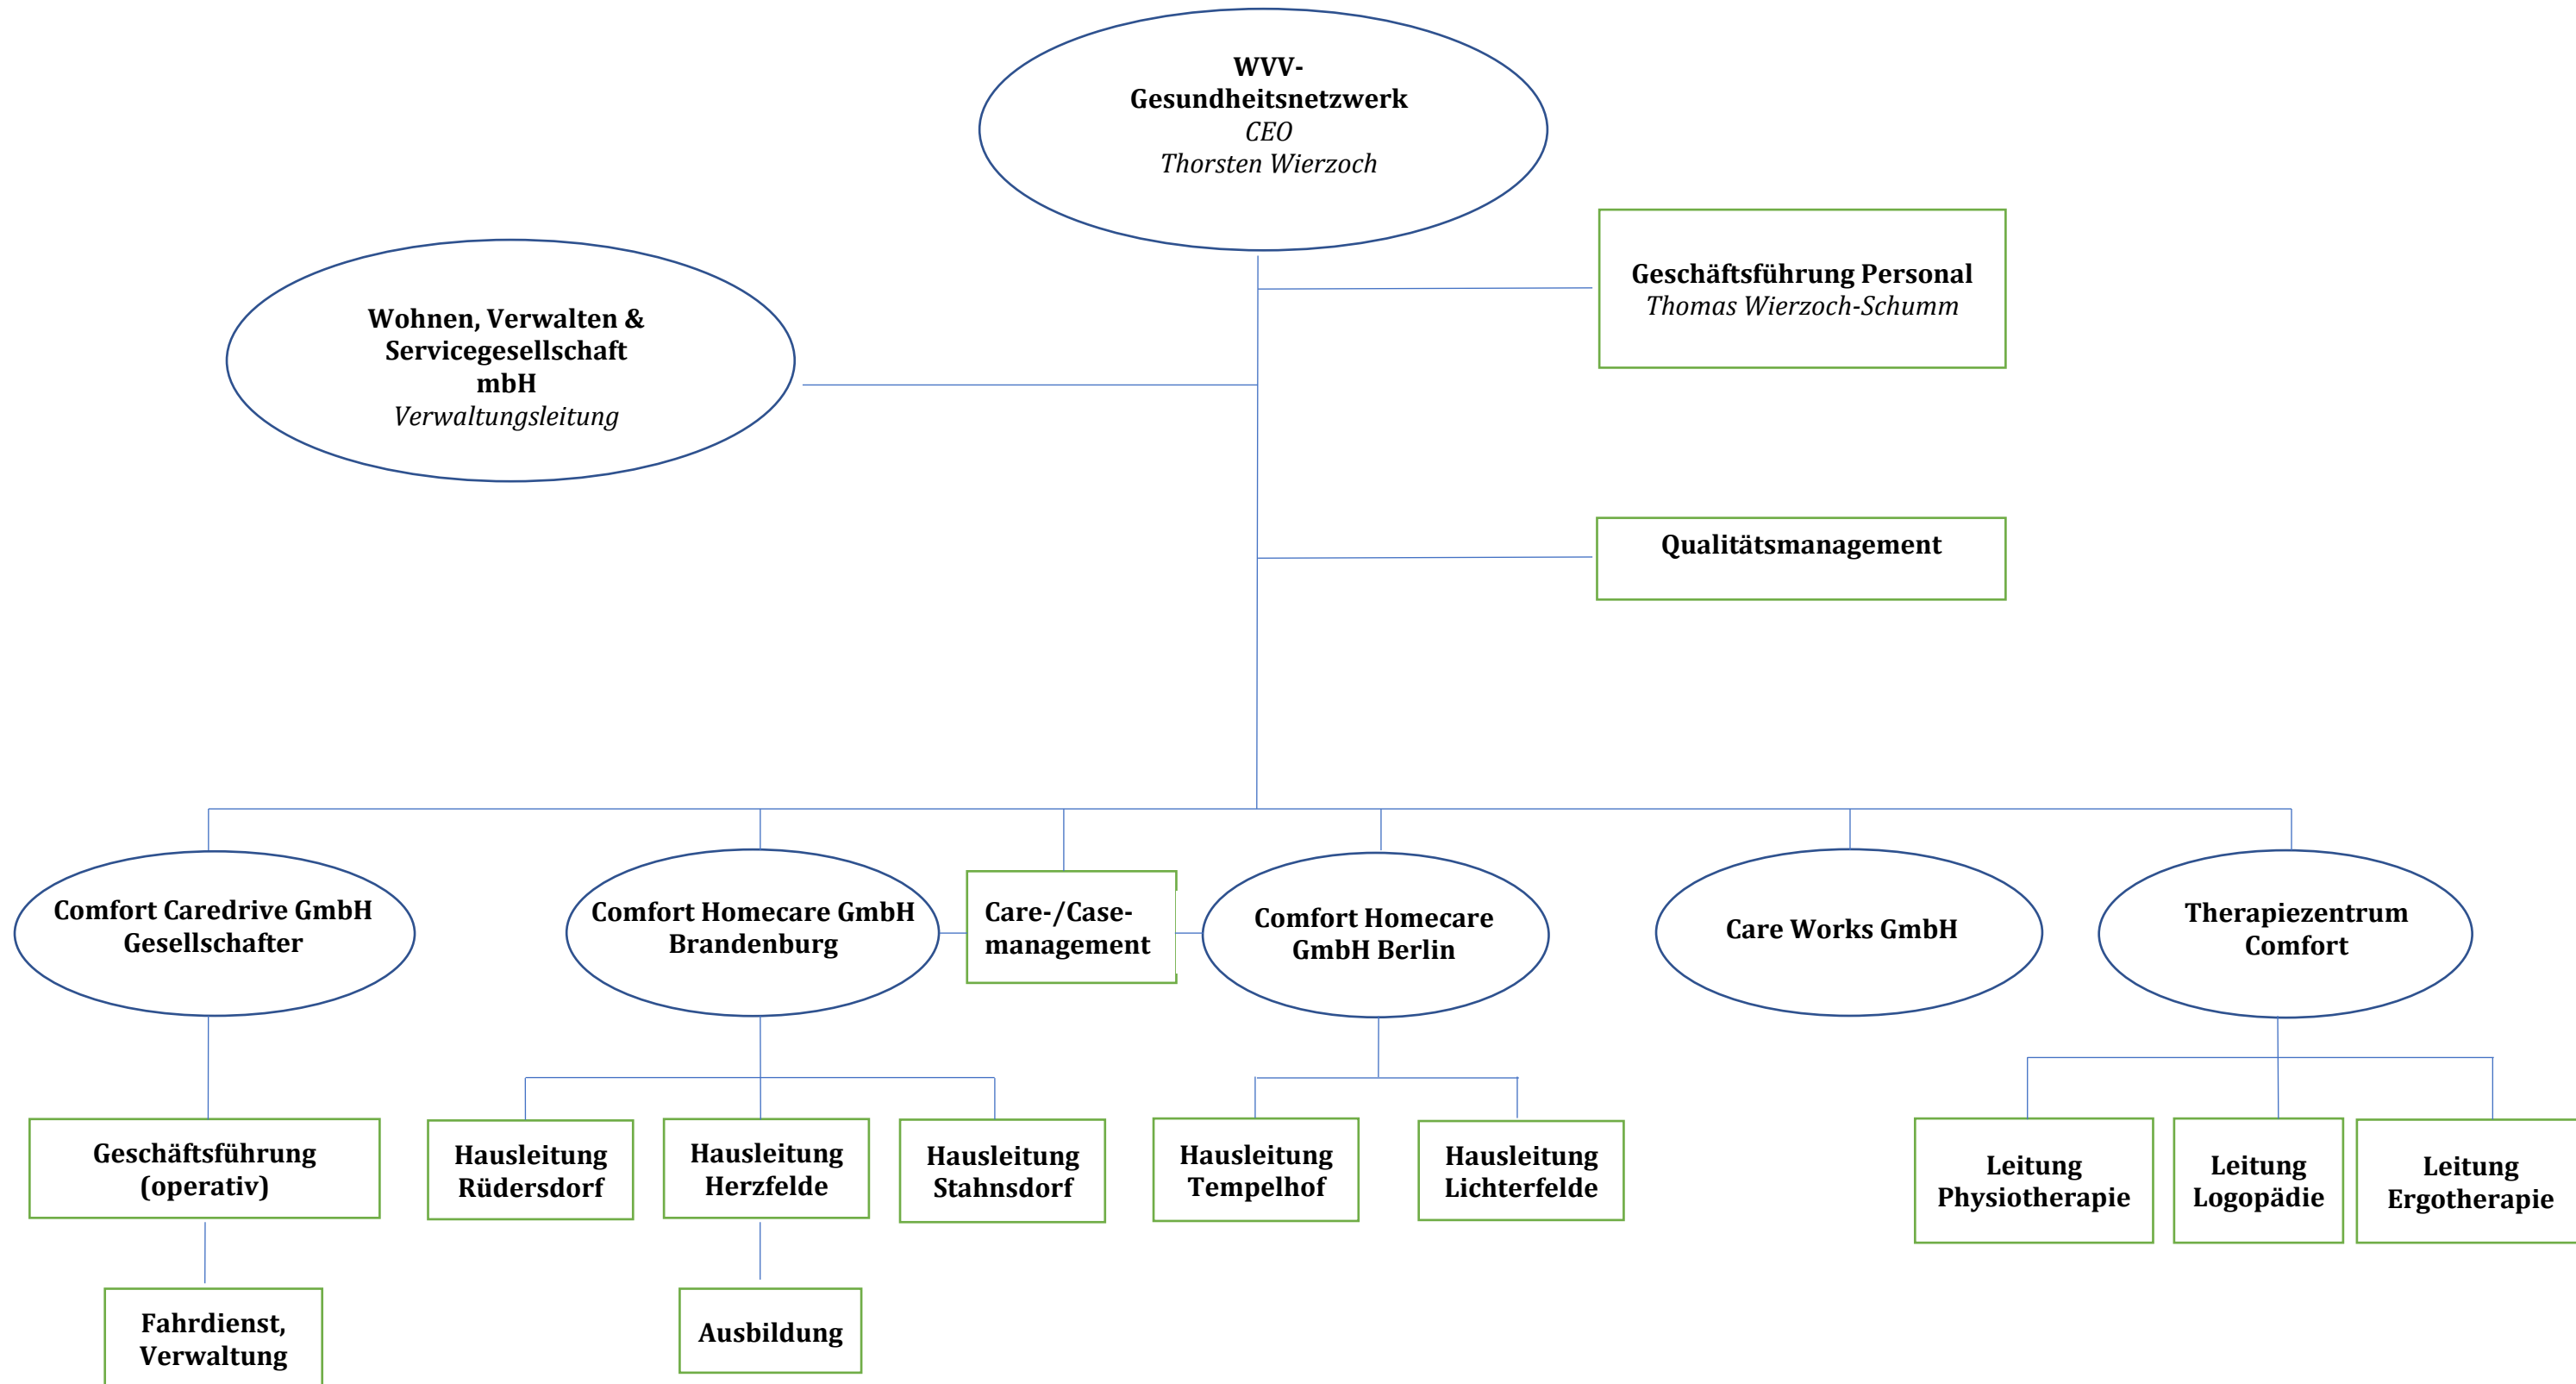 WVV-
Gesundheitsnetzwerk
CEO
Thorsten Wierzoch
Geschäftsführung Personal
Thomas Wierzoch-Schumm
Wohnen, Verwalten &
Servicegesellschaft
mbH
Verwaltungsleitung
Qualitätsmanagement
Comfort Caredrive GmbH
Gesellschafter
Comfort Homecare GmbH
Brandenburg
Care-/Case-
management
Comfort Homecare
GmbH Berlin
Care Works GmbH
Therapiezentrum
Comfort
Geschäftsführung
(operativ)
Hausleitung
Rüdersdorf
Hausleitung
Herzfelde
Hausleitung
Stahnsdorf
Hausleitung
Tempelhof
Hausleitung
Lichterfelde
Leitung
Physiotherapie
Leitung
Logopädie
Leitung
Ergotherapie
Fahrdienst,
Verwaltung
Ausbildung